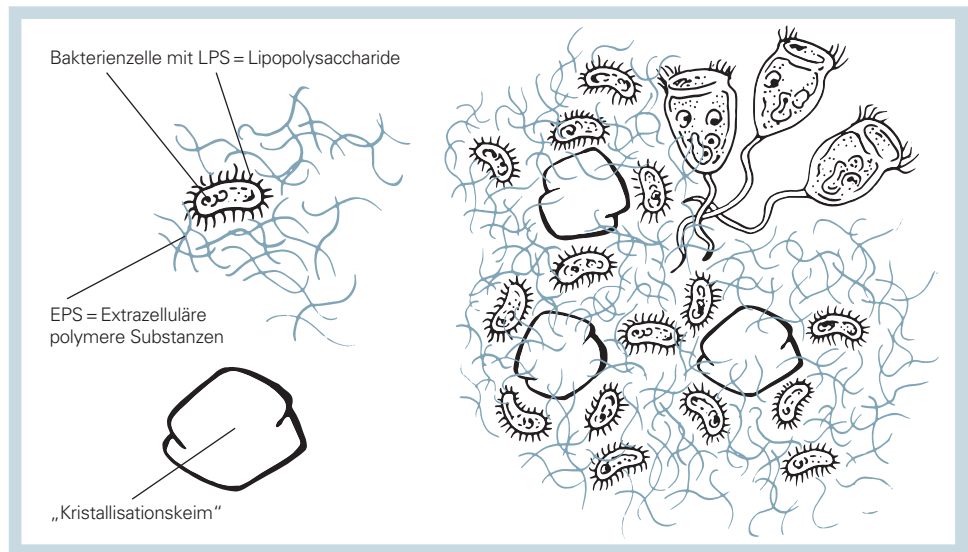 Bakterienzelle mit LPS = Lipopolysaccharide
EPS = Extrazelluläre
polymere Substanzen
„Kristallisationskeim“